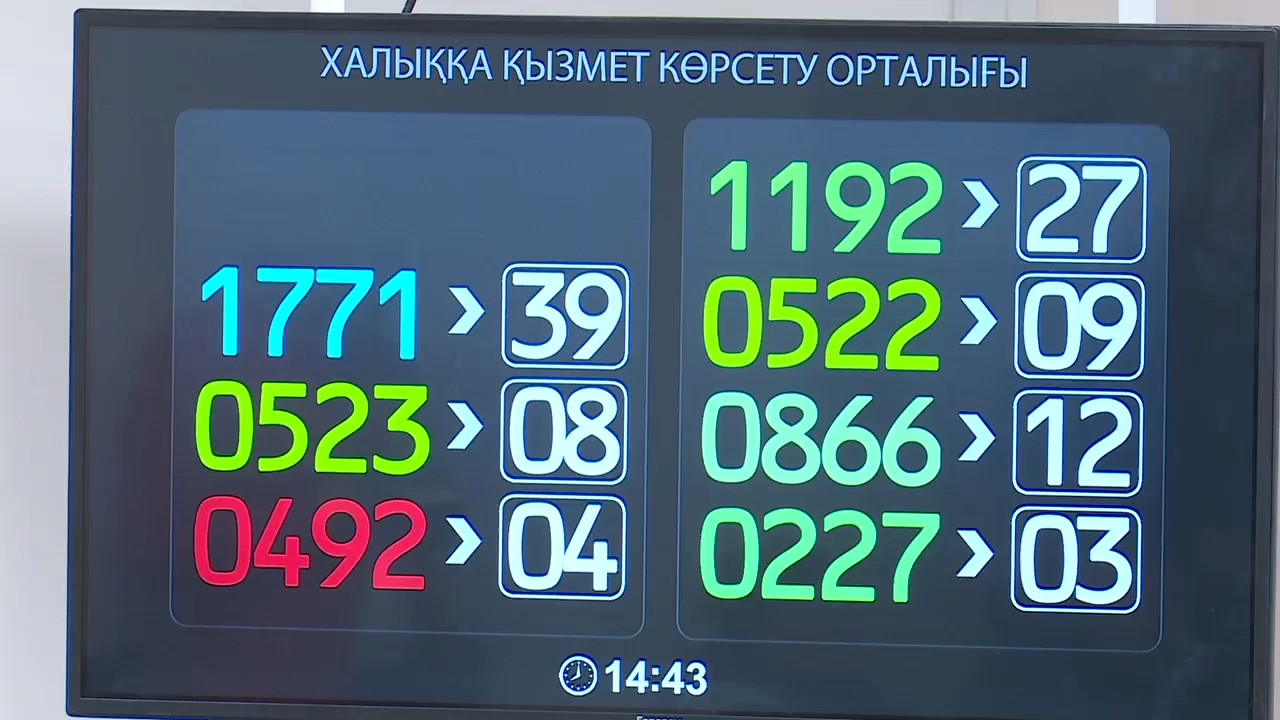 ХАЛЫҚҚА ҚЫЗМЕТ КӨРСЕТУ ОРТАЛЫҒЫ
1771 > 39
0523 > 08
0492 > 04
1192 > 27
0522 > 09
0866 > 12
0227 > 03
14:43